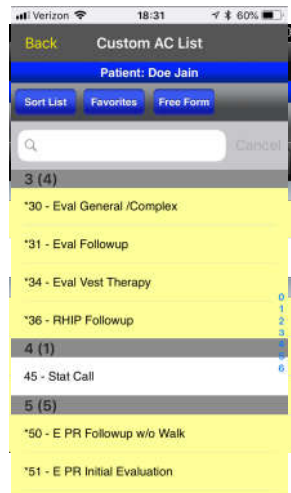 Verizon 18:31 60%
Back Custom AC List
Patient: Doe Jain
Sort List Favorites Free Form
Cancel
3 (4)
*30 - Eval General /Complex
*31 - Eval Followup
*34 - Eval Vest Therapy
*36 - RHIP Followup
4 (1)
45 - Stat Call
5 (5)
*50 - E PR Followup w/o Walk
*51 - E PR Initial Evaluation
0
1
2
3
4
5
6